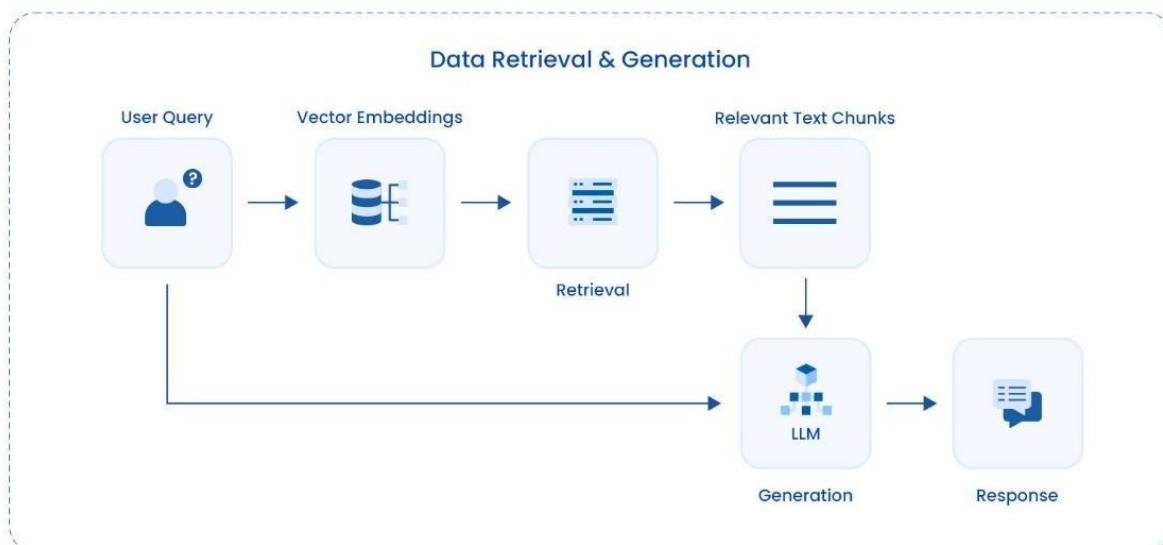 Data Retrieval & Generation
User Query
Vector Embeddings
Relevant Text Chunks
?
Retrieval
LLM
Generation
Response